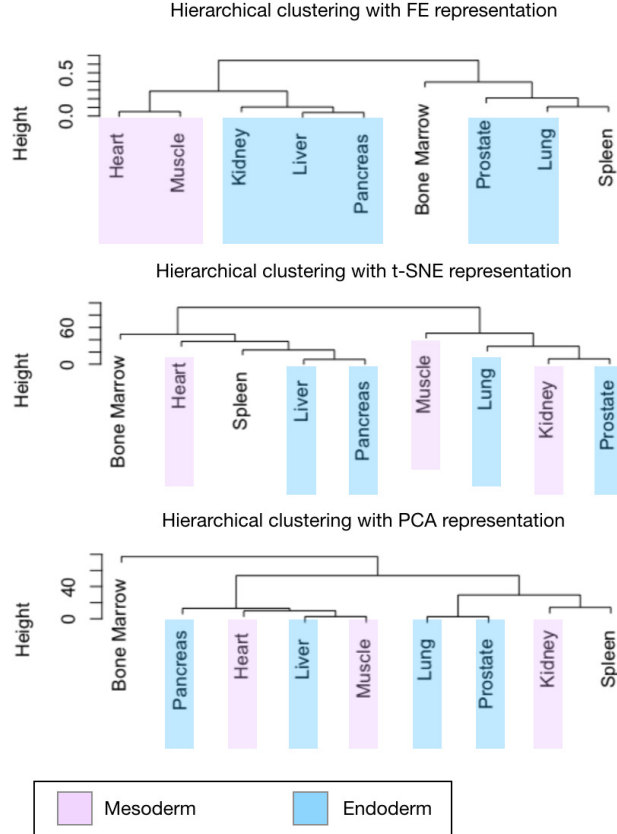 Hierarchical clustering with FE representation
Height
0.0 0.5
Heart Muscle Kidney Liver Pancreas Bone Marrow Prostate Lung Spleen
Hierarchical clustering with t-SNE representation
Height
0 60
Bone Marrow Heart Spleen Liver Pancreas Muscle Lung Kidney Prostate
Hierarchical clustering with PCA representation
Height
0 40
Bone Marrow Pancreas Heart Liver Muscle Lung Prostate Kidney Spleen
Mesoderm Endoderm